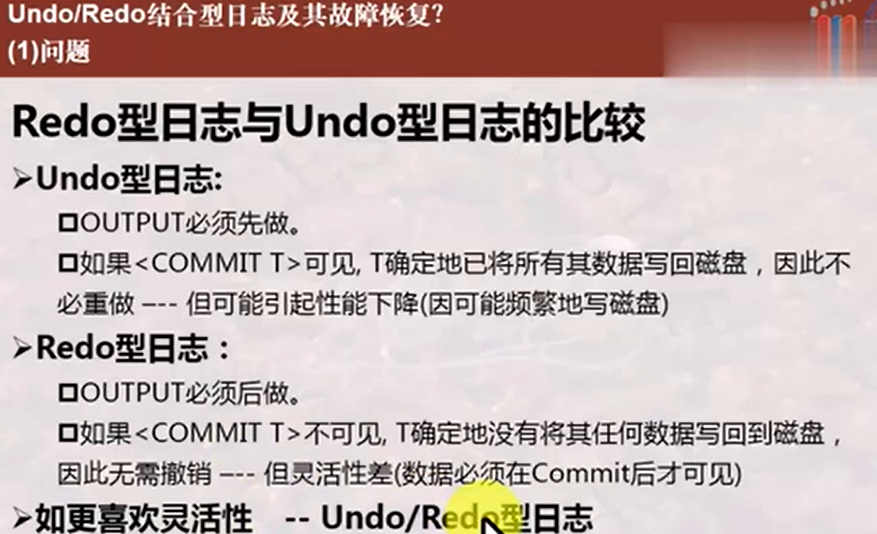 Undo/Redo结合型日志及其故障恢复?
(1)问题
Redo型日志与Undo型日志的比较
➢Undo型日志:
❑OUTPUT必须先做。
❑如果<COMMIT T>可见, T确定地已将所有其数据写回磁盘，因此不
必重做 ---- 但可能引起性能下降(因可能频繁地写磁盘)
➢Redo型日志：
❑OUTPUT必须后做。
❑如果<COMMIT T>不可见, T确定地没有将其任何数据写回到磁盘，
因此无需撤销 ---- 但灵活性差(数据必须在Commit后才可见)
➢如更喜欢灵活性 -- Undo/Redo型日志